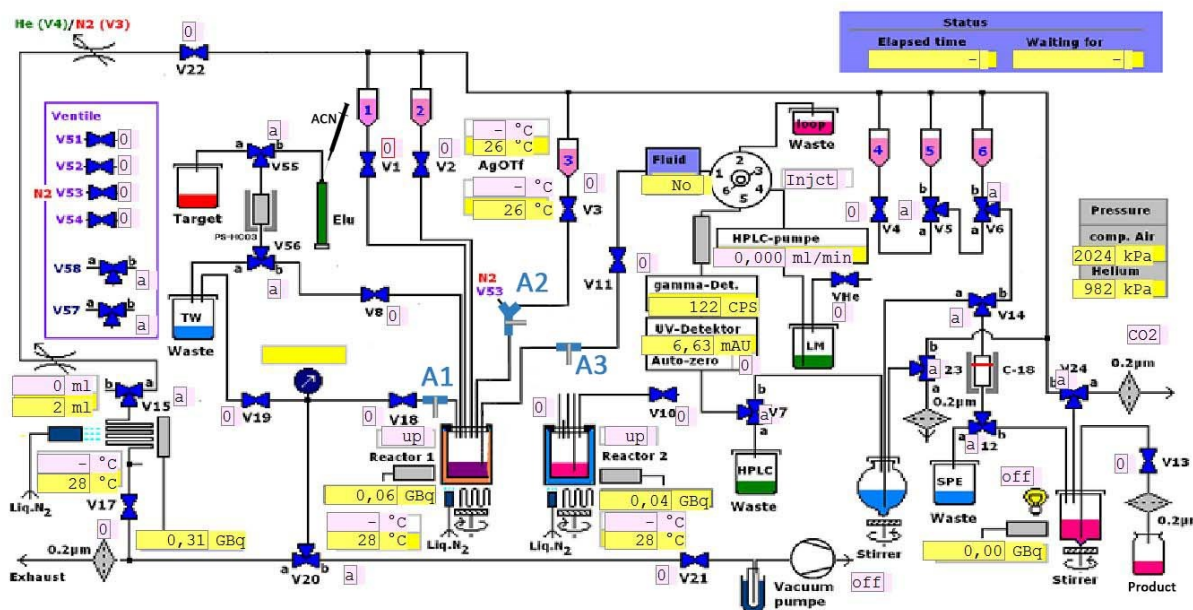 He (V4)/N2 (V3)
0
V22
Status
Elapsed time
Waiting for
-
-
Ventile
V51 0
V52 0
N2 V53 0
V54 0
V58 a b a
V57 a b a
a
a b
V55
Target
PS-HCO3
Elu
ACN
V56
a b
a
TW
Waste
1
0
V1
2
0
V2
- °C
26 °C
AgOTf
- °C
26 °C
3
0
V3
N2
V53
A2
A1
A3
V8
0
0
V11
Fluid
No
1
2
3
4
5
6
Injct
loop
Waste
HPLC-pumpe
0,000 ml/min
gamma-Det.
122 CPS
UV-Detektor
6,63 mAU
Auto-zero
0
VHe
0
LM
4
5
6
0
V4
a
b
V5
a
a
b
V6
a
Pressure
comp. Air
2024 kPa
Helium
982 kPa
a b
V14
a
b
23
a
a
0.2µm
C-18
V24
b
a
a
CO2
0.2µm
0 ml
2 ml
b a
V15
a
Liq.N2
- °C
28 °C
V17
0
0,31 GBq
0.2µm
Exhaust
0
V19
0
V18
up
Reactor 1
0,06 GBq
- °C
28 °C
Liq.N2
0
V10
0
up
Reactor 2
0,04 GBq
- °C
28 °C
Liq.N2
b
V7
a
a
HPLC
Waste
Stirrer
a b
12
a
SPE
Waste
off
0,00 GBq
Stirrer
0
V13
0.2µm
Product
a b
V20
a
0
V21
Vacuum
pumpe
off